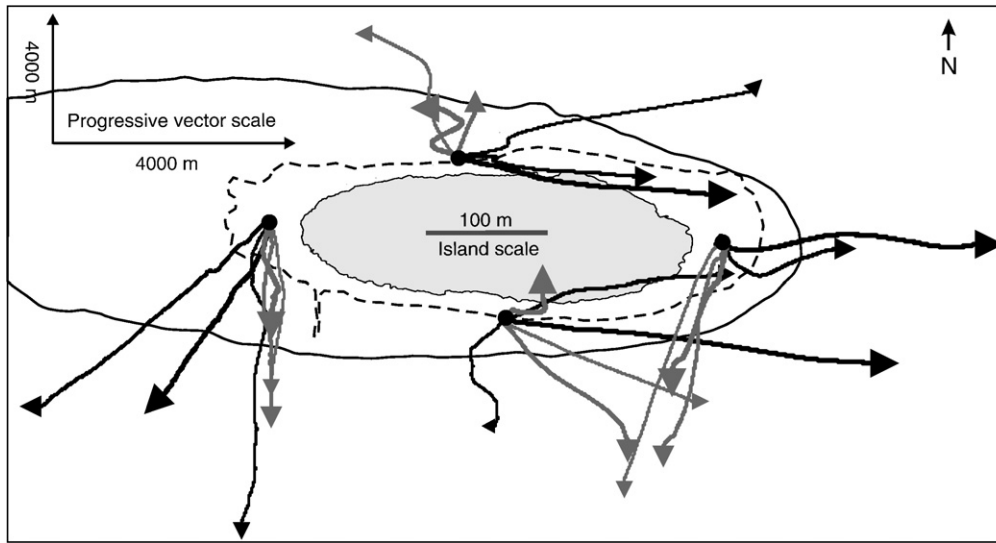 4000 m
Progressive vector scale
4000 m
N
100 m
Island scale